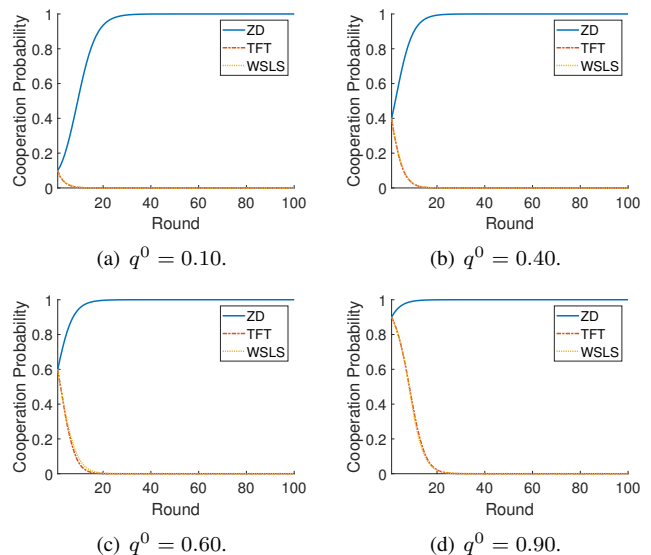 Cooperation Probability
1
0.8
0.6
0.4
0.2
0
20 40 60 80 100
Round
ZD
TFT
WSLS
(a) q⁰ = 0.10.
Cooperation Probability
1
0.8
0.6
0.4
0.2
0
20 40 60 80 100
Round
ZD
TFT
WSLS
(b) q⁰ = 0.40.
Cooperation Probability
1
0.8
0.6
0.4
0.2
0
20 40 60 80 100
Round
ZD
TFT
WSLS
(c) q⁰ = 0.60.
Cooperation Probability
1
0.8
0.6
0.4
0.2
0
20 40 60 80 100
Round
ZD
TFT
WSLS
(d) q⁰ = 0.90.